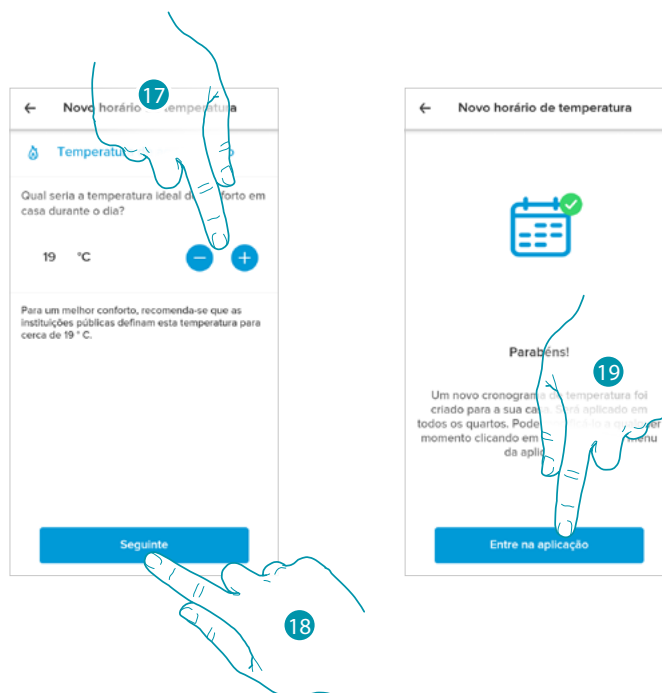 17
← Novo horário temperatura
Qual seria a temperatura ideal forto em
casa durante o dia?
19 °C
Para um melhor conforto, recomenda-se que as
instituições públicas definam esta temperatura para
cerca de 19 ° C.
Seguinte
18
← Novo horário de temperatura
Parabéns!
19
Um novo cronograma de temperatura foi
criado para a sua casa. Será aplicado em
todos os quartos. Pode
momento clicando em menu
da
Entre na aplicação